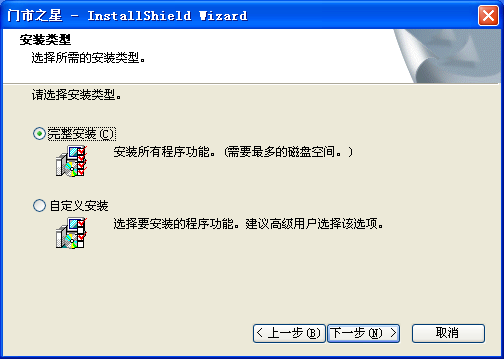 门市之星 - InstallShield Wizard
安装类型
选择所需的安装类型。
请选择安装类型。
完整安装(C)
安装所有程序功能。(需要最多的磁盘空间。)
自定义安装
选择要安装的程序功能。建议高级用户选择该选项。
< 上一步(B) 下一步(N) > 取消